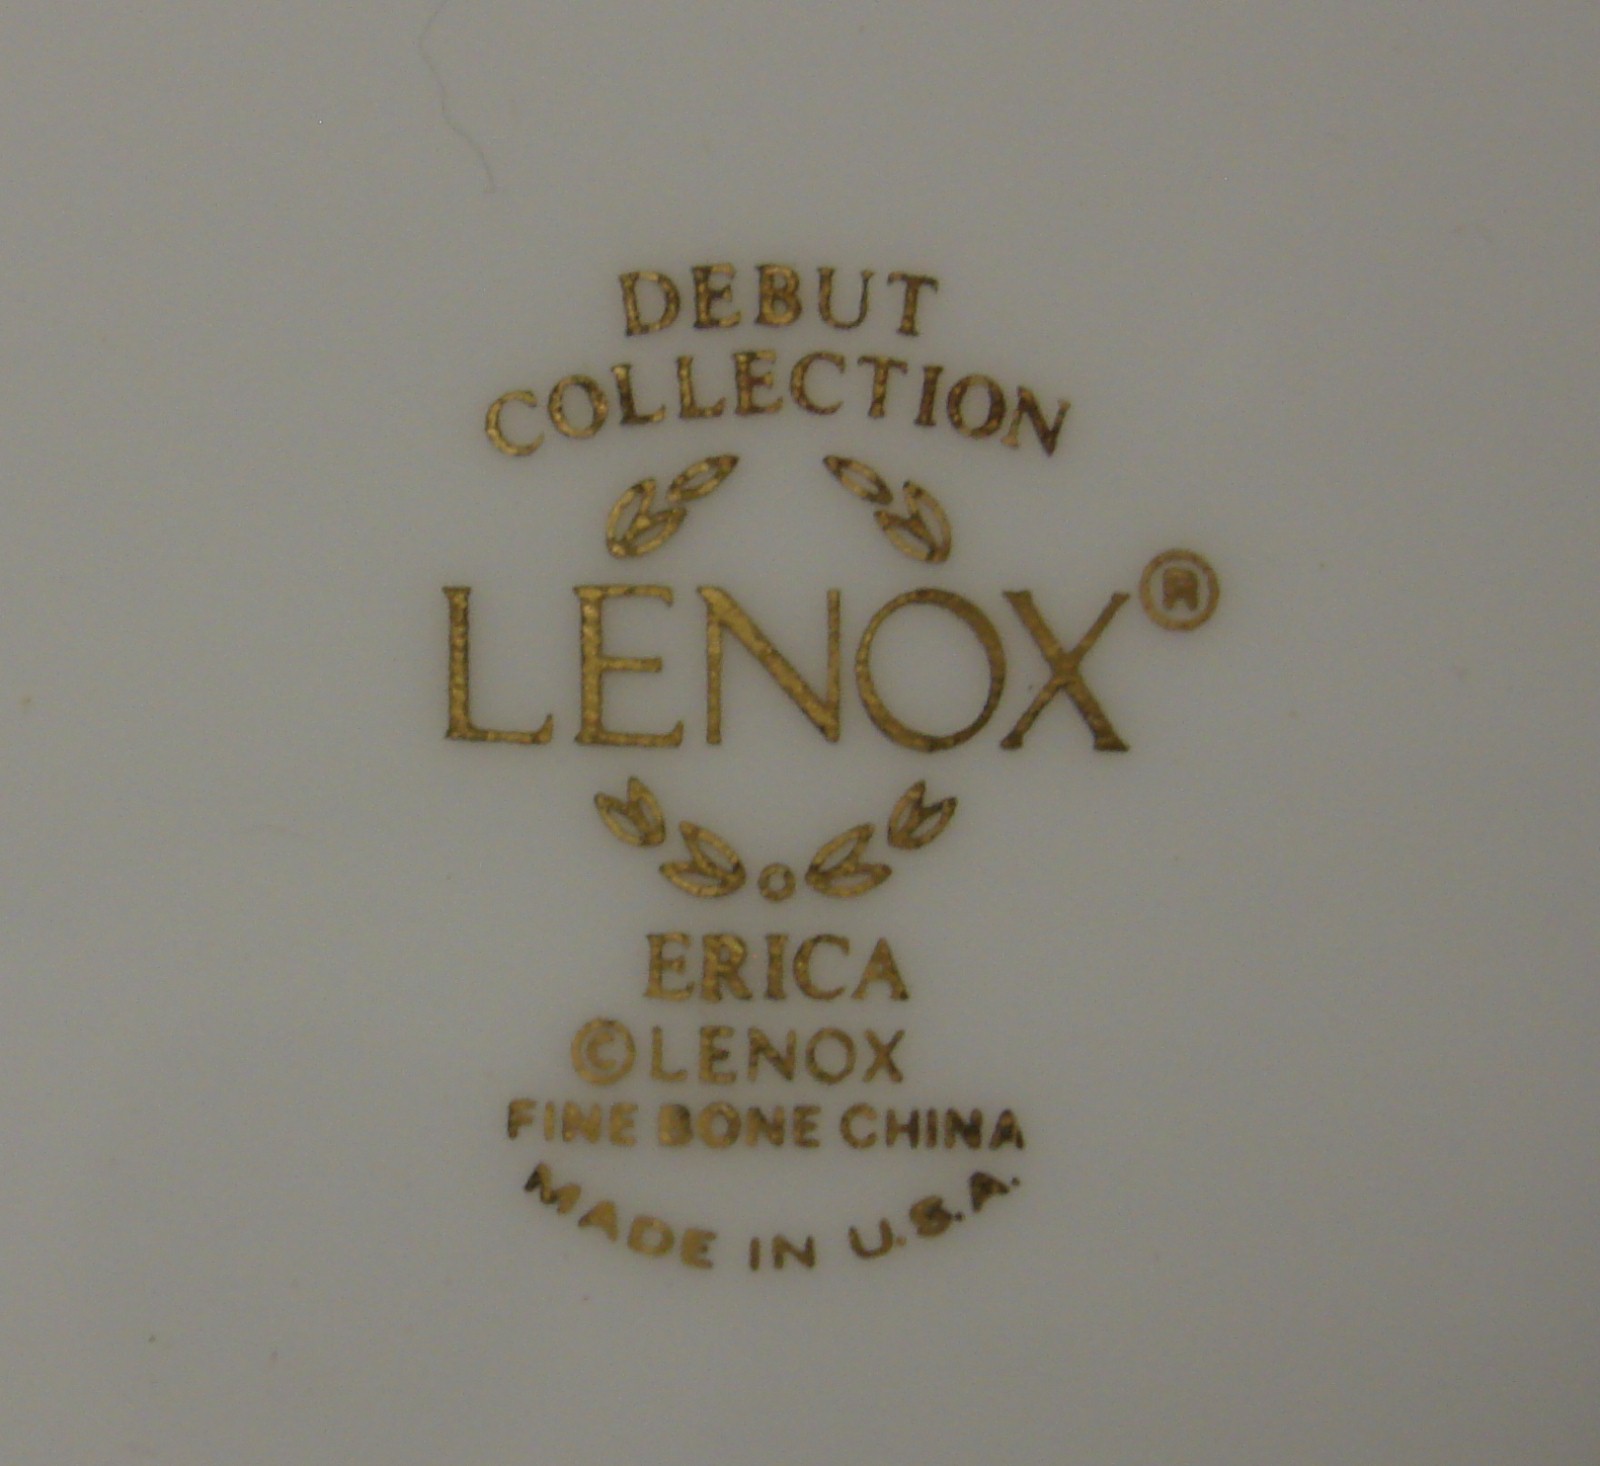 DEBUT
COLLECTION
LENOX®
ERICA
© LENOX
FINE BONE CHINA
MADE IN U.S.A.